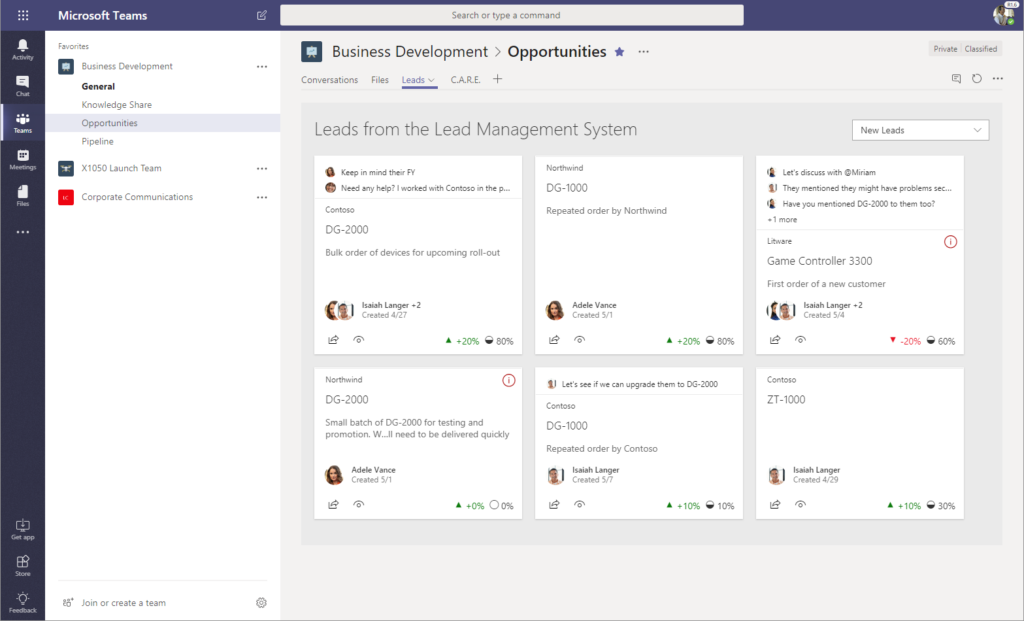 Microsoft Teams
Search or type a command
Activity
Chat
Teams
Meetings
Files
Get app
Store
Feedback
Favorites
Business Development
General
Knowledge Share
Opportunities
Pipeline
X1050 Launch Team
Corporate Communications
Join or create a team
Business Development > Opportunities
Private Classified
Conversations Files Leads C.A.R.E.
Leads from the Lead Management System
New Leads
Keep in mind their FY
Need any help? I worked with Contoso in the p...
Contoso
DG-2000
Bulk order of devices for upcoming roll-out
Isaiah Langer +2
Created 4/27
+20% 80%
Northwind
DG-1000
Repeated order by Northwind
Adele Vance
Created 5/1
+20% 80%
Let's discuss with @Miriam
They mentioned they might have problems sec...
Have you mentioned DG-2000 to them too?
+1 more
Litware
Game Controller 3300
First order of a new customer
Isaiah Langer +2
Created 5/4
-20% 60%
Northwind
DG-2000
Small batch of DG-2000 for testing and
promotion. W...ll need to be delivered quickly
Adele Vance
Created 5/1
+0% 0%
Let's see if we can upgrade them to DG-2000
Contoso
DG-1000
Repeated order by Contoso
Isaiah Langer
Created 5/7
+10% 10%
Contoso
ZT-1000
Isaiah Langer
Created 4/29
+10% 30%